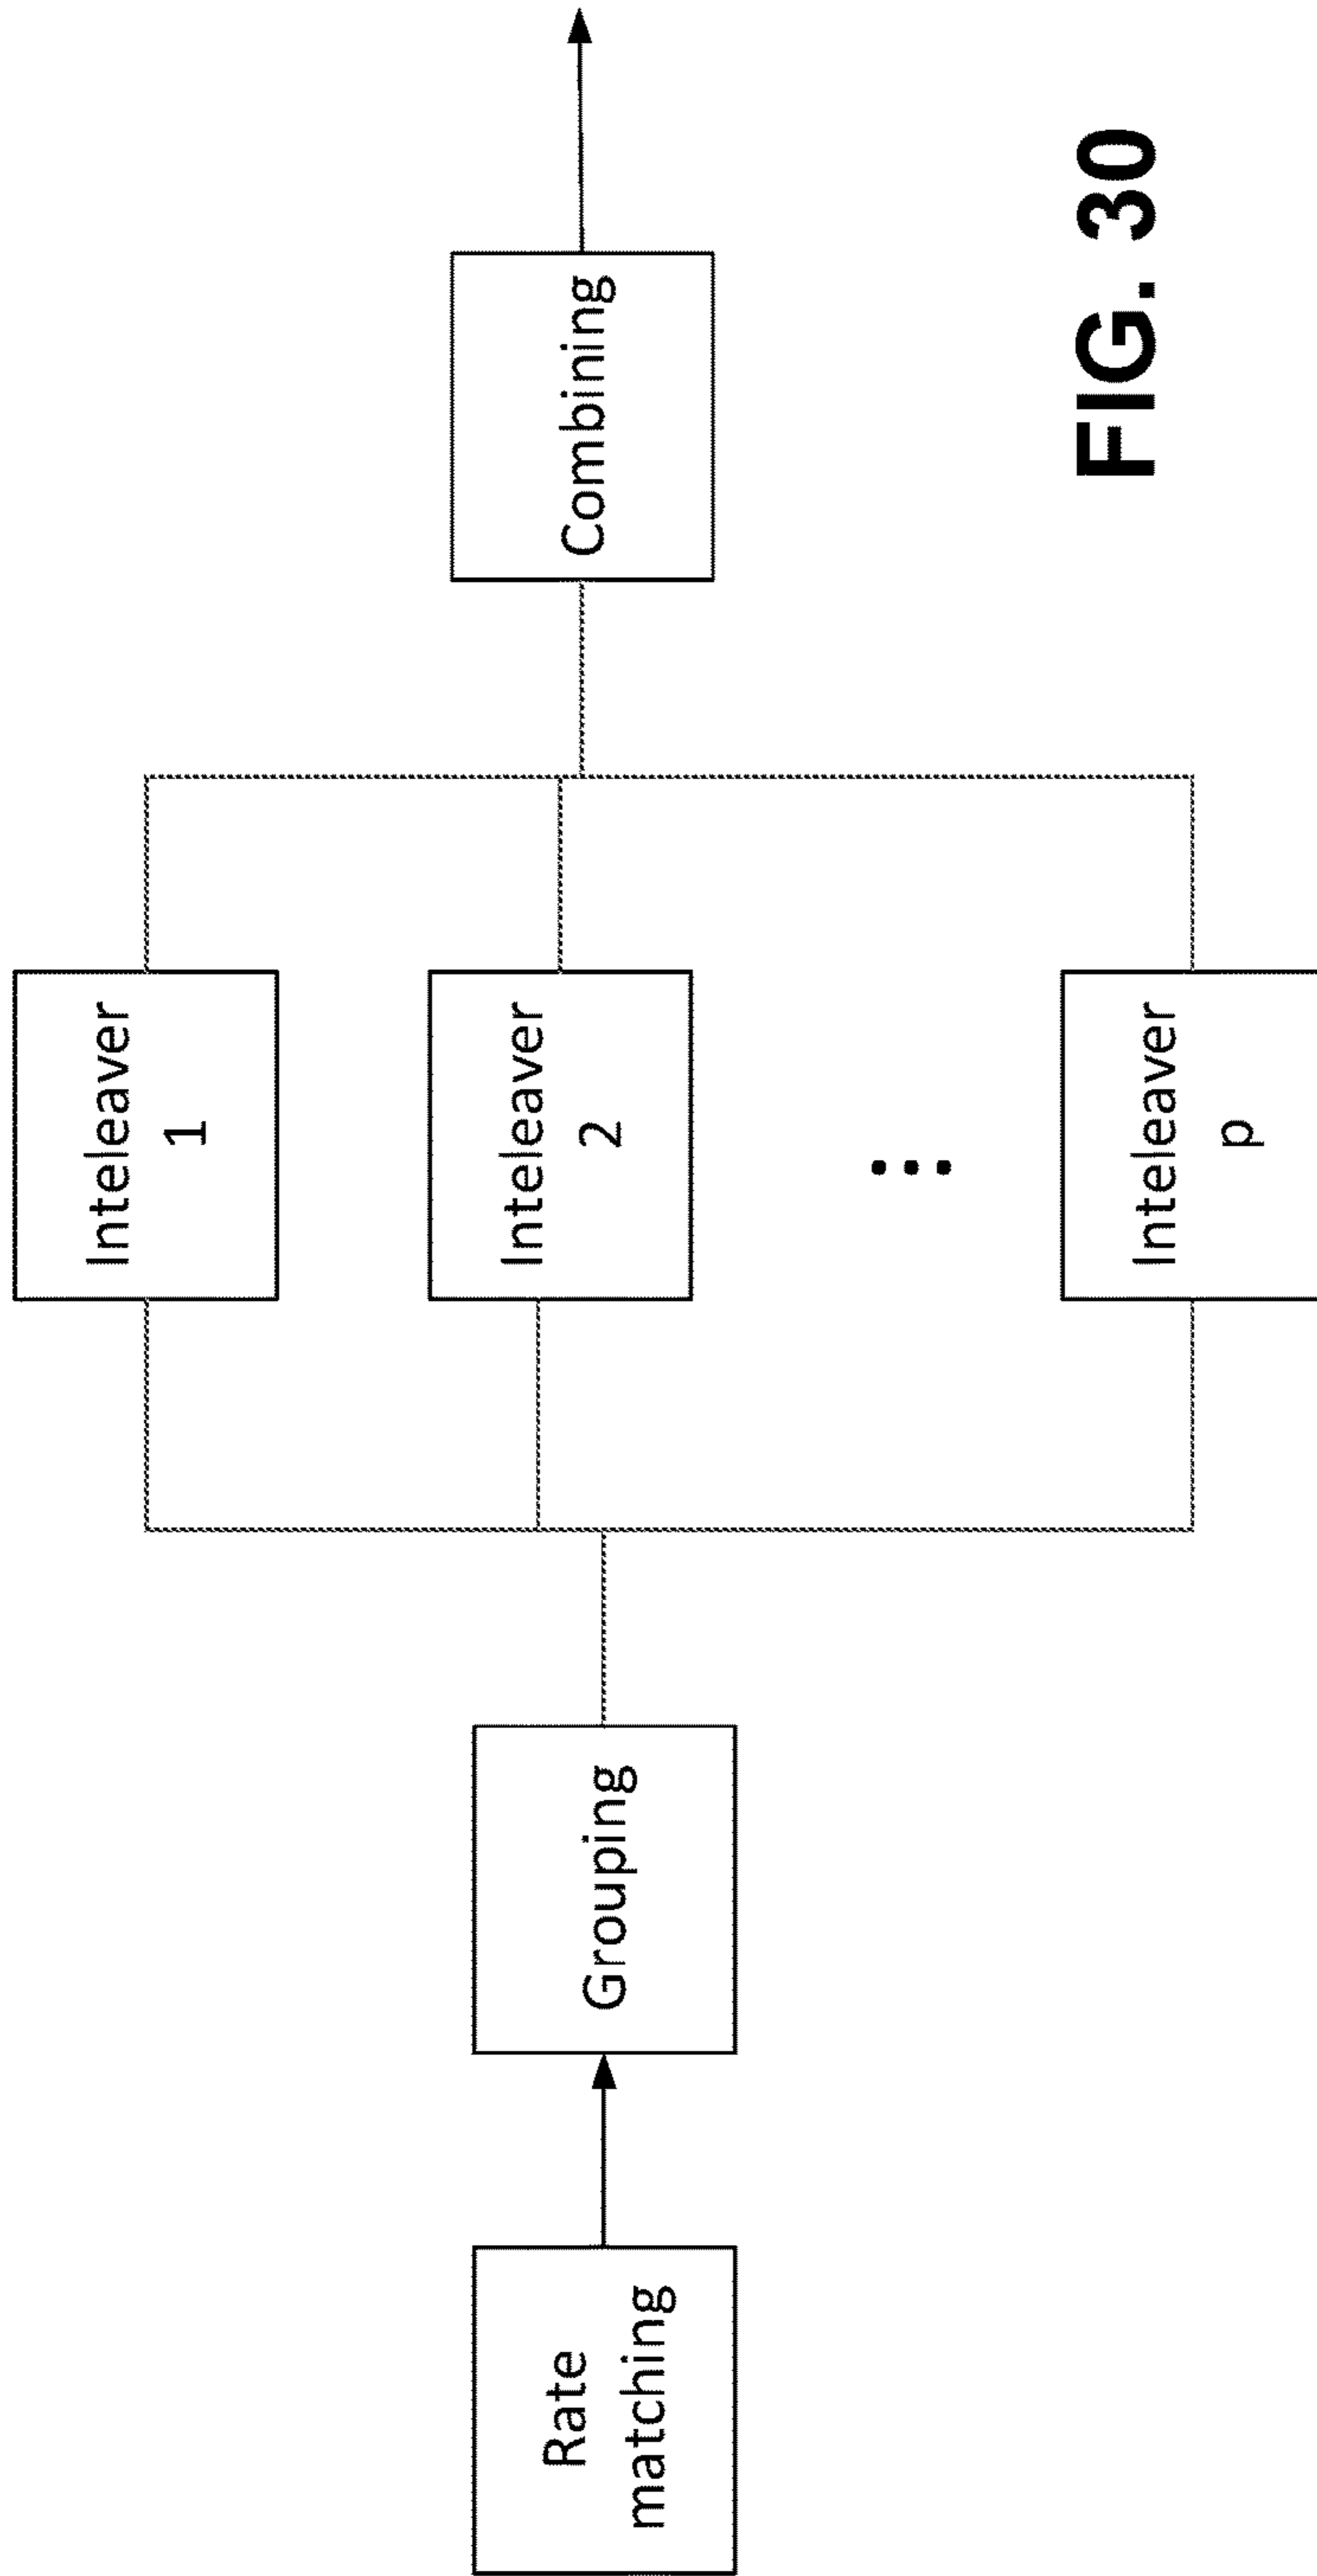 Rate
matching
Grouping
Inteleaver
1
Inteleaver
2
...
Inteleaver
p
Combining
FIG. 30